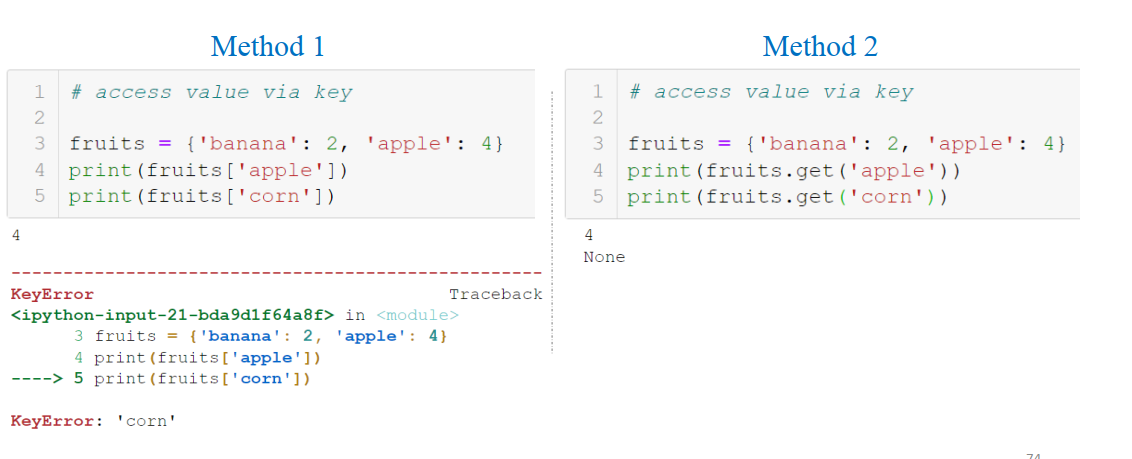 Method 1
1 # access value via key
2
3 fruits = {'banana': 2, 'apple': 4}
4 print(fruits['apple'])
5 print(fruits['corn'])
4
------------------------------------------------------
KeyError Traceback
<ipython-input-21-bda9d1f64a8f> in <module>
3 fruits = {'banana': 2, 'apple': 4}
4 print(fruits['apple'])
----> 5 print(fruits['corn'])
KeyError: 'corn'
Method 2
1 # access value via key
2
3 fruits = {'banana': 2, 'apple': 4}
4 print(fruits.get('apple'))
5 print(fruits.get('corn'))
4
None
74